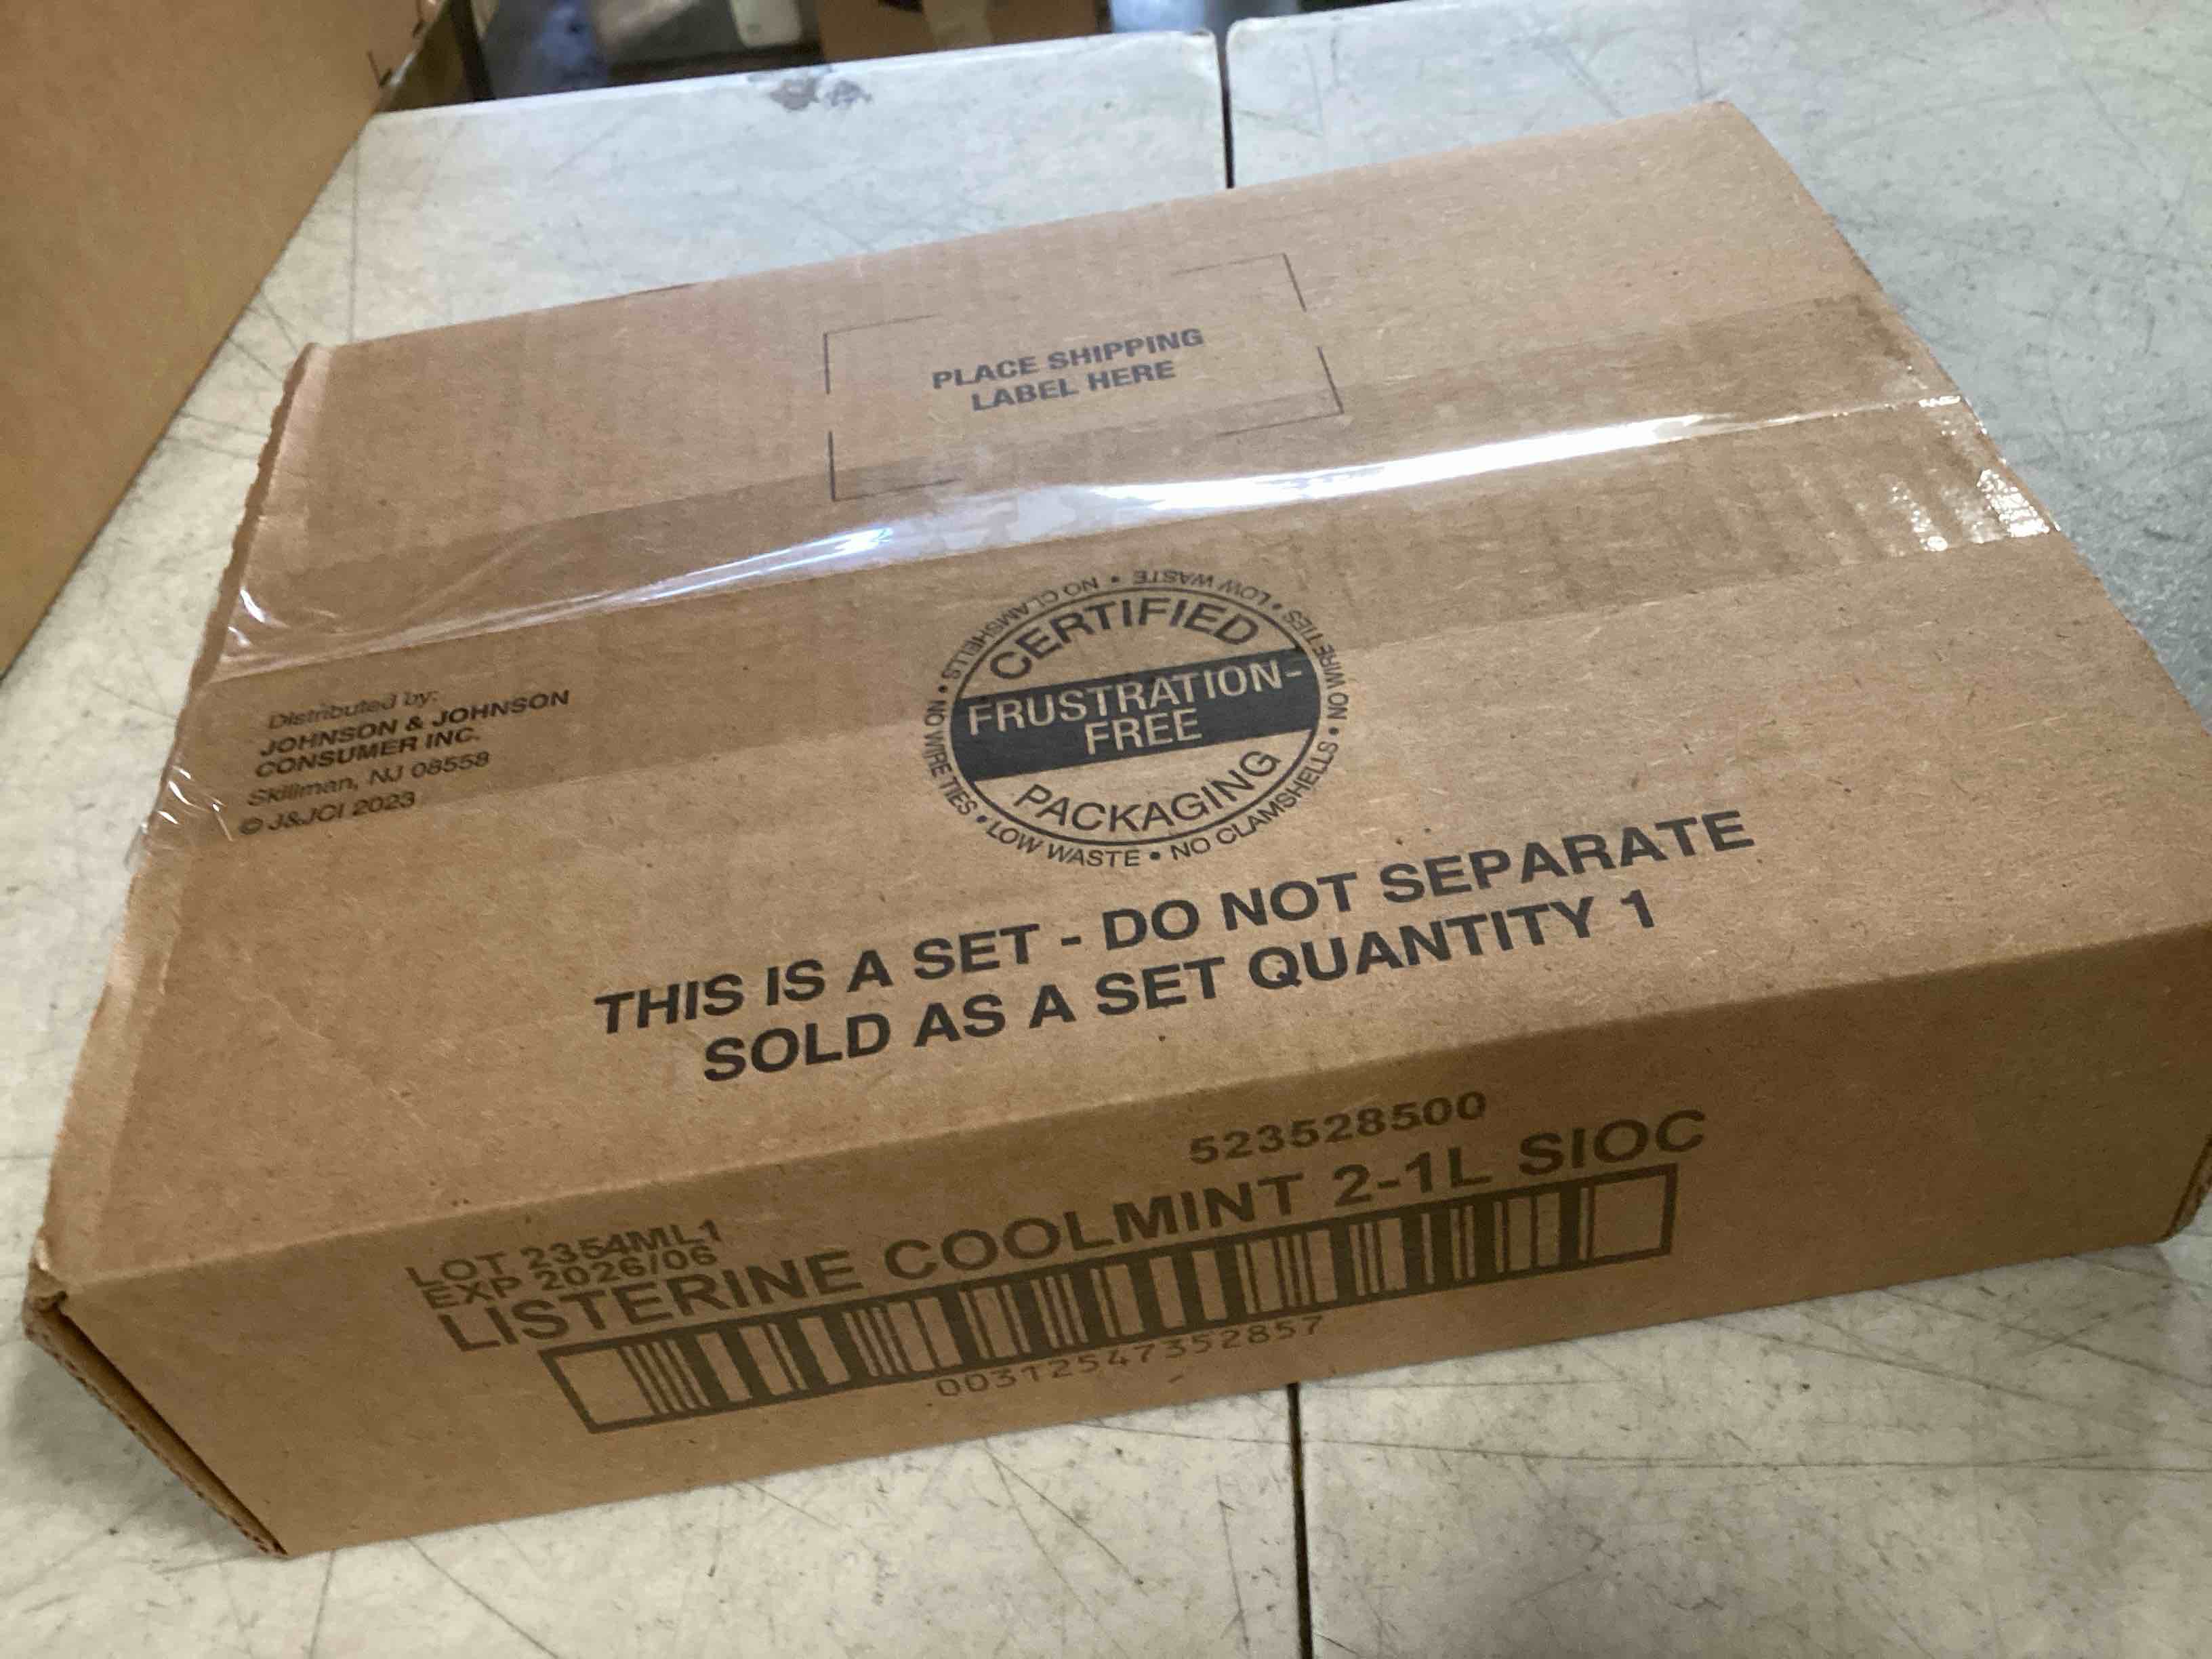 PLACE SHIPPING
LABEL HERE
Distributed by:
JOHNSON & JOHNSON
CONSUMER INC.
Skillman, NJ 08558
© J&JCI 2023
NO CLAMSHELLS • LOW WASTE • NO WIRE TIES • NO CLAMSHELLS • LOW WASTE • NO WIRE TIES •
CERTIFIED
FRUSTRATION-
FREE
PACKAGING
THIS IS A SET - DO NOT SEPARATE
SOLD AS A SET QUANTITY 1
523528500
LOT 2354ML1
EXP 2026/06
LISTERINE COOLMINT 2-1L SIOC
00312547352857